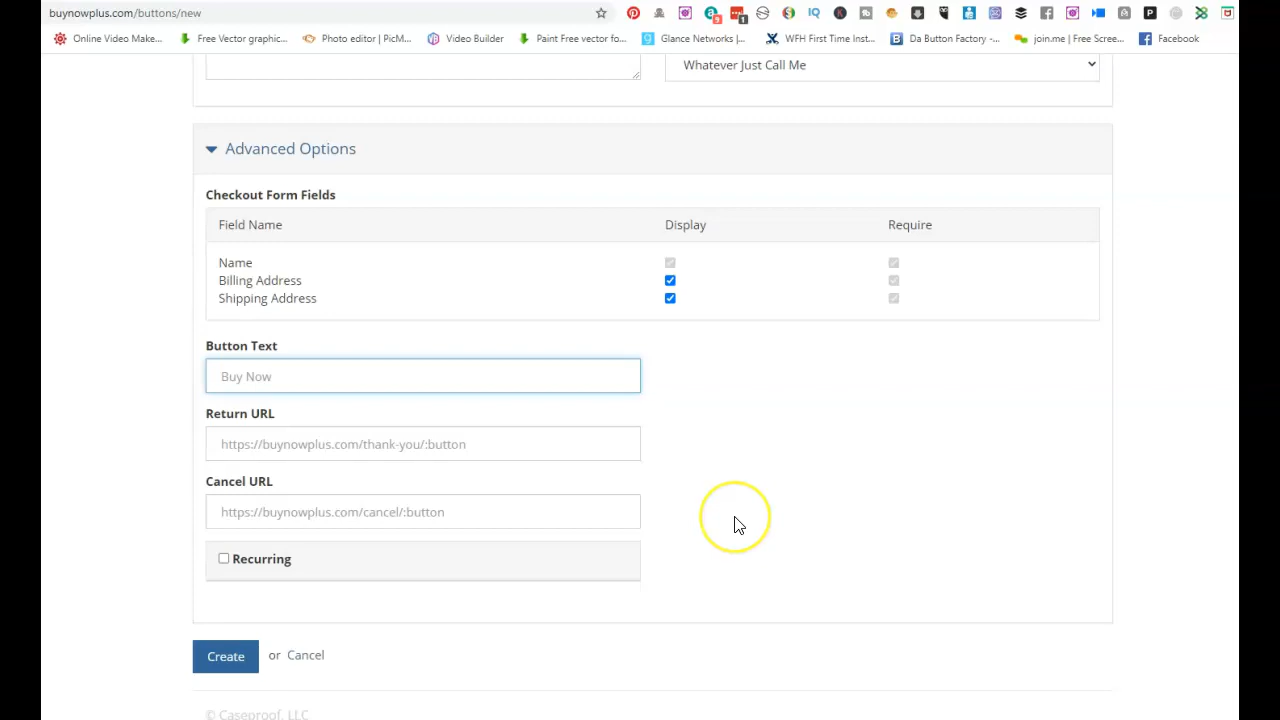 buynowplus.com/buttons/new
Online Video Make... Free Vector graphic... Photo editor | PicM... Video Builder Paint Free vector fo... Glance Networks |... WFH First Time Inst... Da Button Factory -... join.me | Free Scree... Facebook
Whatever Just Call Me
Advanced Options
Checkout Form Fields
Field Name Display Require
Name
Billing Address
Shipping Address
Button Text
Buy Now
Return URL
https://buynowplus.com/thank-you/:button
Cancel URL
https://buynowplus.com/cancel/:button
Recurring
Create or Cancel
© Caseproof, LLC